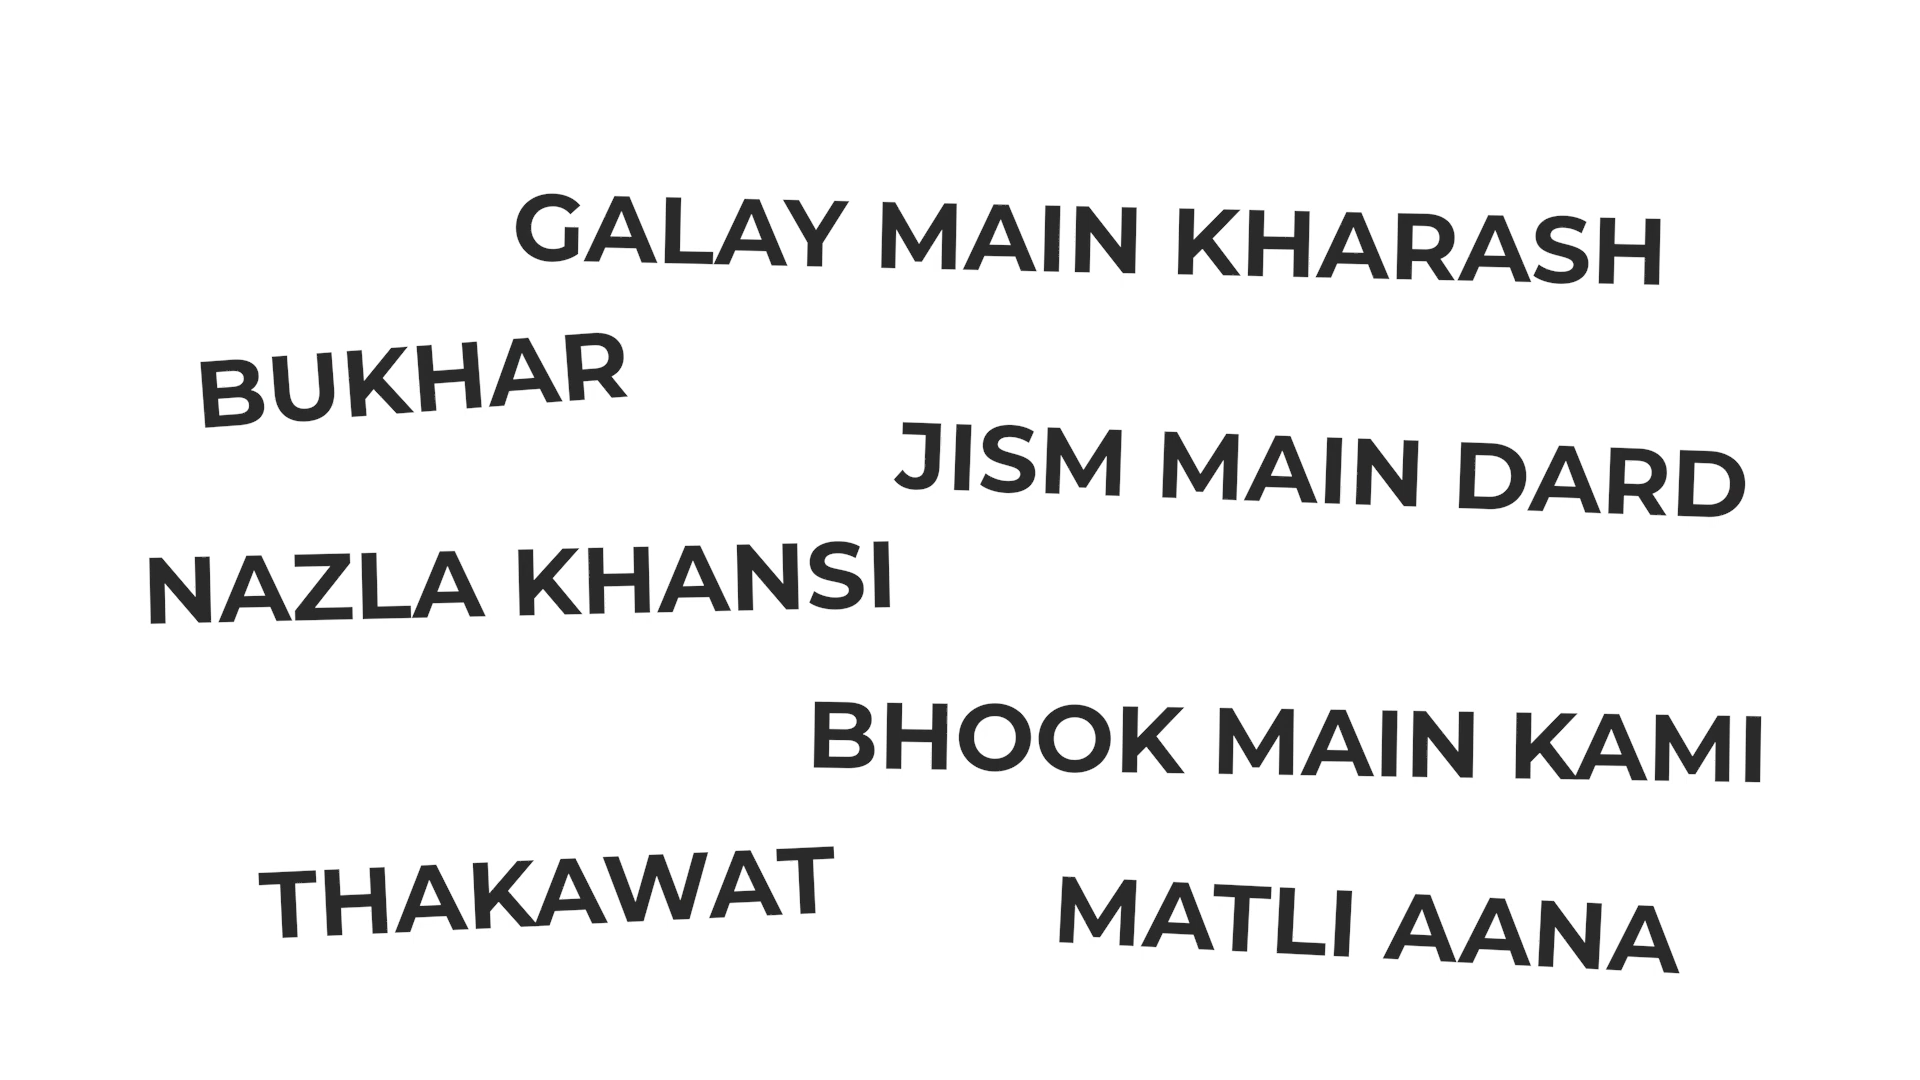 GALAY MAIN KHARASH
BUKHAR
JISM MAIN DARD
NAZLA KHANSI
BHOOK MAIN KAMI
THAKAWAT
MATLI AANA